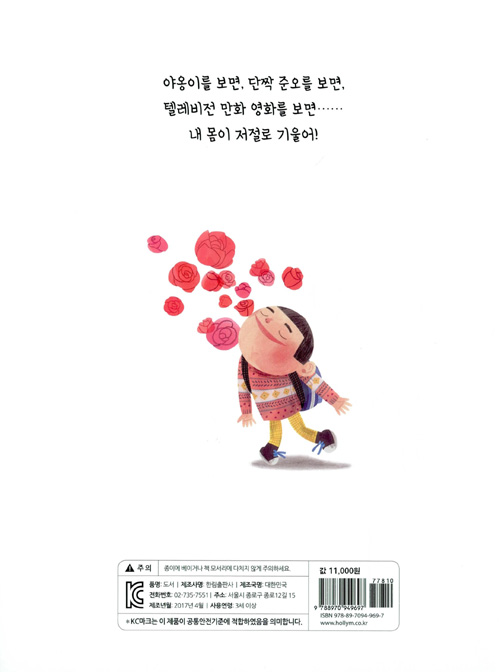 야옹이를 보면, 단짝 준오를 보면,
텔레비전 만화 영화를 보면……
내 몸이 저절로 기울어!
⚠ 주의 종이에 베이거나 책 모서리에 다치지 않게 주의하세요.
품명: 도서 | 제조사명: 한림출판사 | 제조국명: 대한민국
전화번호: 02-735-7551 | 주소: 서울시 종로구 종로12길 15
제조년월: 2017년 4월 | 사용연령: 3세 이상
*KC마크는 이 제품이 공통안전기준에 적합하였음을 의미합니다.
값 11,000원
77810
9 788970 949697
ISBN 978-89-7094-969-7
www.hollym.co.kr